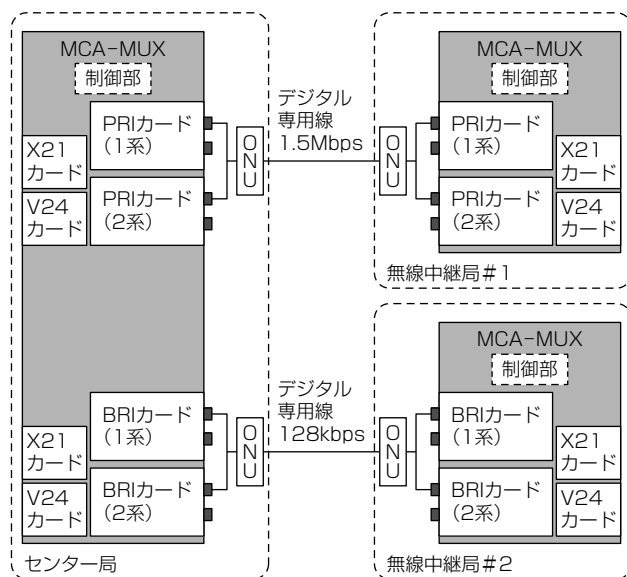 MCA-MUX
制御部
PRIカード
(1系)
X21
カード
PRIカード
(2系)
V24
カード
ONU
デジタル
専用線
1.5Mbps
ONU
MCA-MUX
制御部
PRIカード
(1系)
X21
カード
PRIカード
(2系)
V24
カード
無線中継局#1
BRIカード
(1系)
X21
カード
BRIカード
(2系)
V24
カード
ONU
センター局
デジタル
専用線
128kbps
ONU
MCA-MUX
制御部
BRIカード
(1系)
X21
カード
BRIカード
(2系)
V24
カード
無線中継局#2